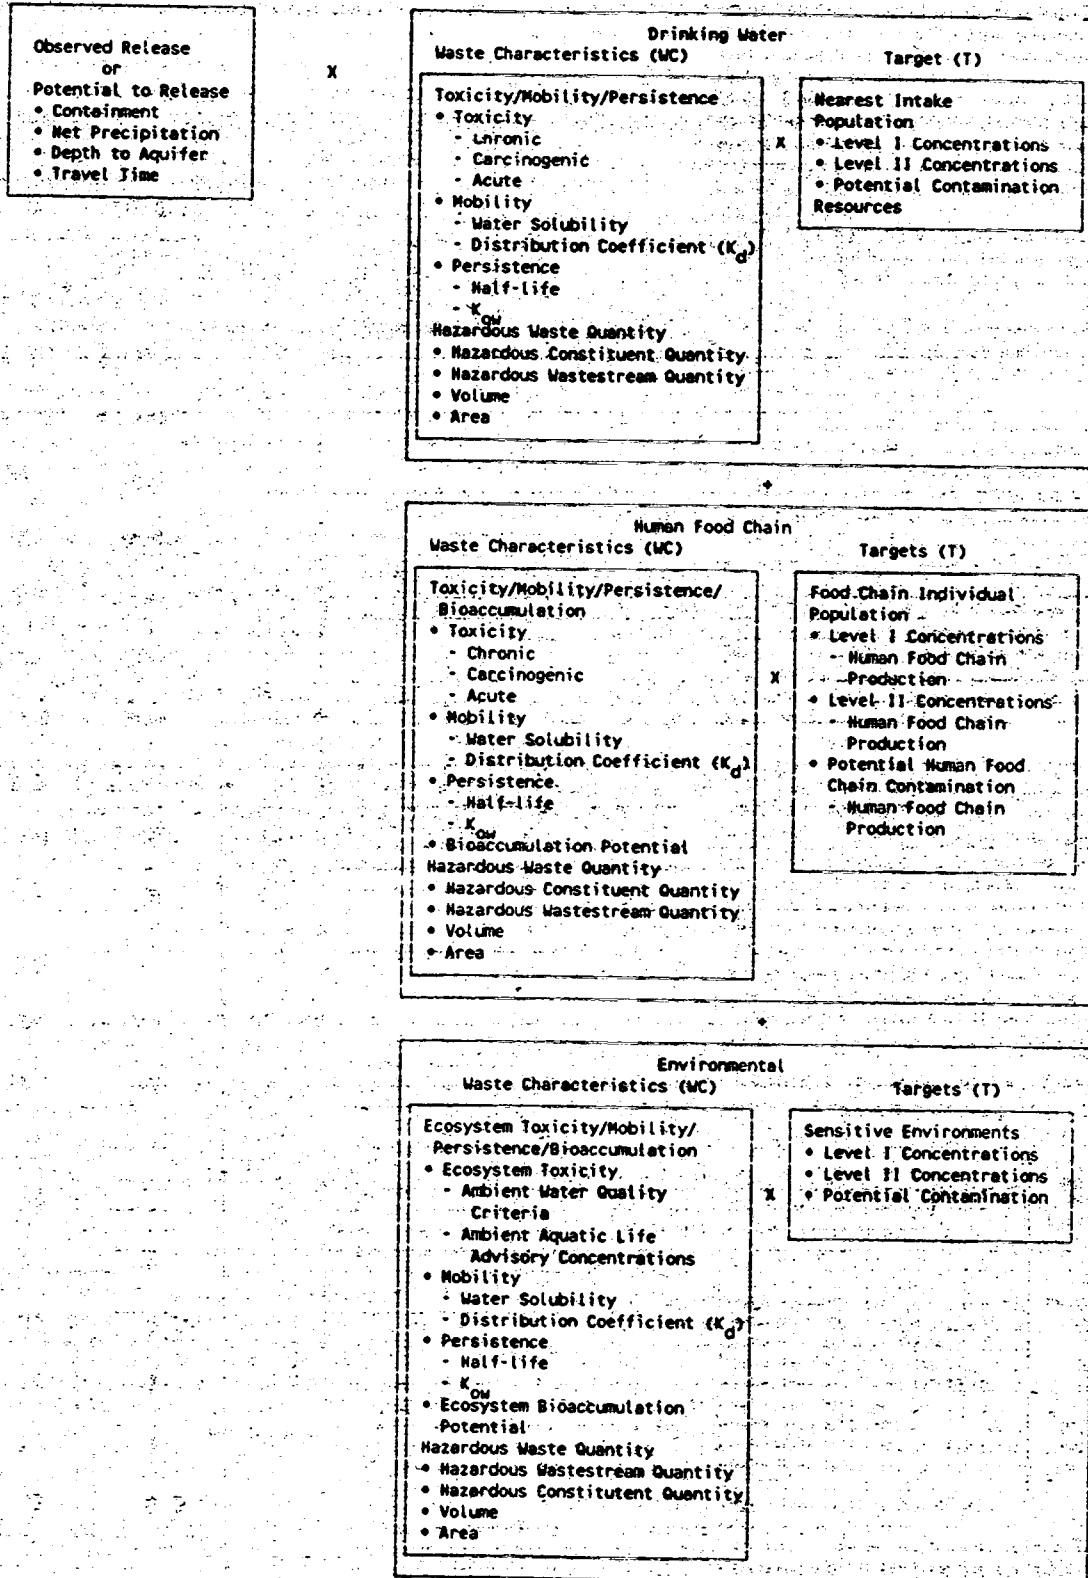 Observed Release
or
Potential to Release
• Containment
• Net Precipitation
• Depth to Aquifer
• Travel Time
X
Drinking Water
Waste Characteristics (WC)
Toxicity/Mobility/Persistence
• Toxicity
- Chronic
- Carcinogenic
- Acute
• Mobility
- Water Solubility
- Distribution Coefficient (Kd)
• Persistence
- Half-life
- Kow
Hazardous Waste Quantity
• Hazardous Constituent Quantity
• Hazardous Wastestream Quantity
• Volume
• Area
X
Target (T)
Nearest Intake
Population
• Level I Concentrations
• Level II Concentrations
• Potential Contamination
Resources
+
Human Food Chain
Waste Characteristics (WC)
Toxicity/Mobility/Persistence/
Bioaccumulation
• Toxicity
- Chronic
- Carcinogenic
- Acute
• Mobility
- Water Solubility
- Distribution Coefficient (Kd)
• Persistence
- Half-life
- Kow
• Bioaccumulation Potential
Hazardous Waste Quantity
• Hazardous Constituent Quantity
• Hazardous Wastestream Quantity
• Volume
• Area
X
Targets (T)
Food Chain Individual
Population
• Level I Concentrations
- Human Food Chain
Production
• Level II Concentrations
- Human Food Chain
Production
• Potential Human Food
Chain Contamination
- Human Food Chain
Production
+
Environmental
Waste Characteristics (WC)
Ecosystem Toxicity/Mobility/
Persistence/Bioaccumulation
• Ecosystem Toxicity
- Ambient Water Quality
Criteria
- Ambient Aquatic Life
Advisory Concentrations
• Mobility
- Water Solubility
- Distribution Coefficient (Kd)
• Persistence
- Half-life
- Kow
• Ecosystem Bioaccumulation
Potential
Hazardous Waste Quantity
• Hazardous Wastestream Quantity
• Hazardous Constitutent Quantity
• Volume
• Area
X
Targets (T)
Sensitive Environments
• Level I Concentrations
• Level II Concentrations
• Potential Contamination